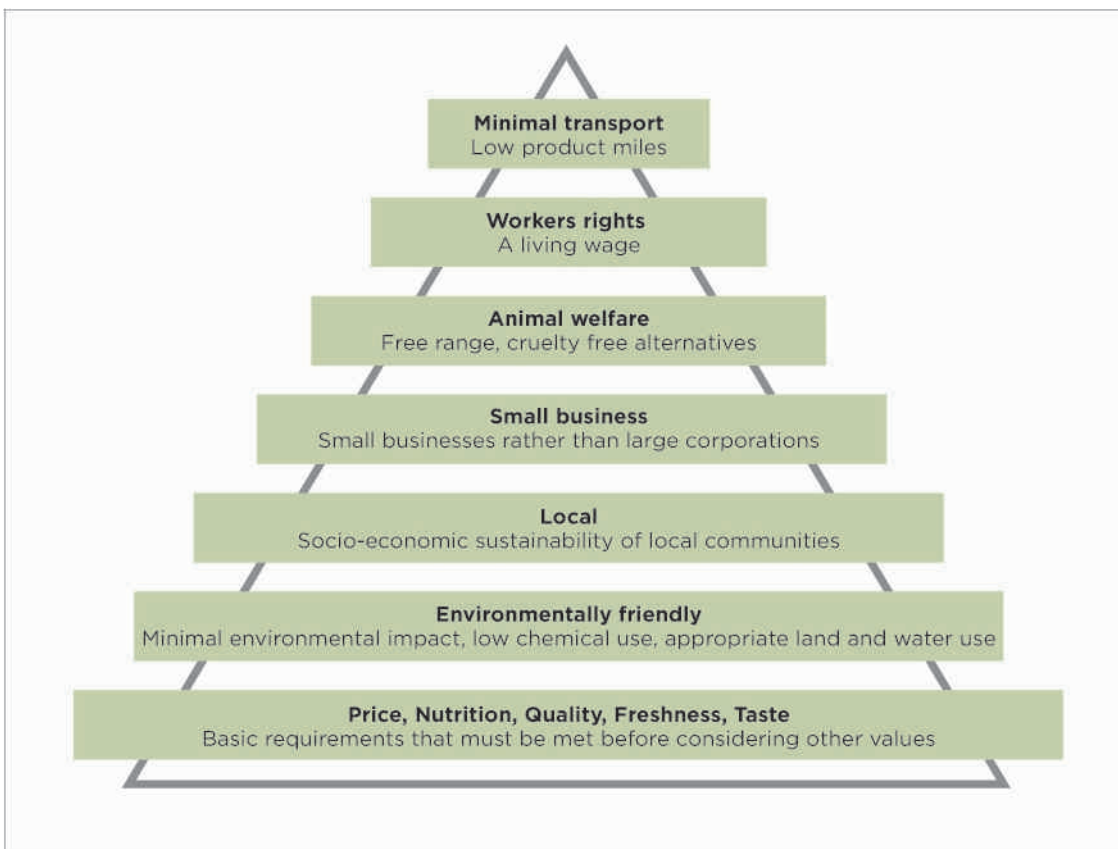 Minimal transport
Low product miles
Workers rights
A living wage
Animal welfare
Free range, cruelty free alternatives
Small business
Small businesses rather than large corporations
Local
Socio-economic sustainability of local communities
Environmentally friendly
Minimal environmental impact, low chemical use, appropriate land and water use
Price, Nutrition, Quality, Freshness, Taste
Basic requirements that must be met before considering other values